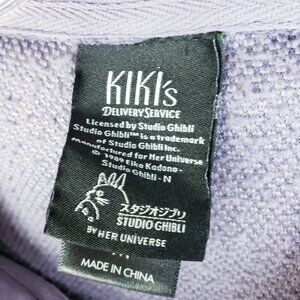 KIKI's
DELIVERY SERVICE
Licensed by Studio Ghibli
Studio Ghibli™ is a trademark
of Studio Ghibli Inc.
Manufactured for Her Universe
© 1989 Eiko Kadono -
Studio Ghibli - N
スタジオジブリ
STUDIO GHIBLI
BY HER UNIVERSE
MADE IN CHINA